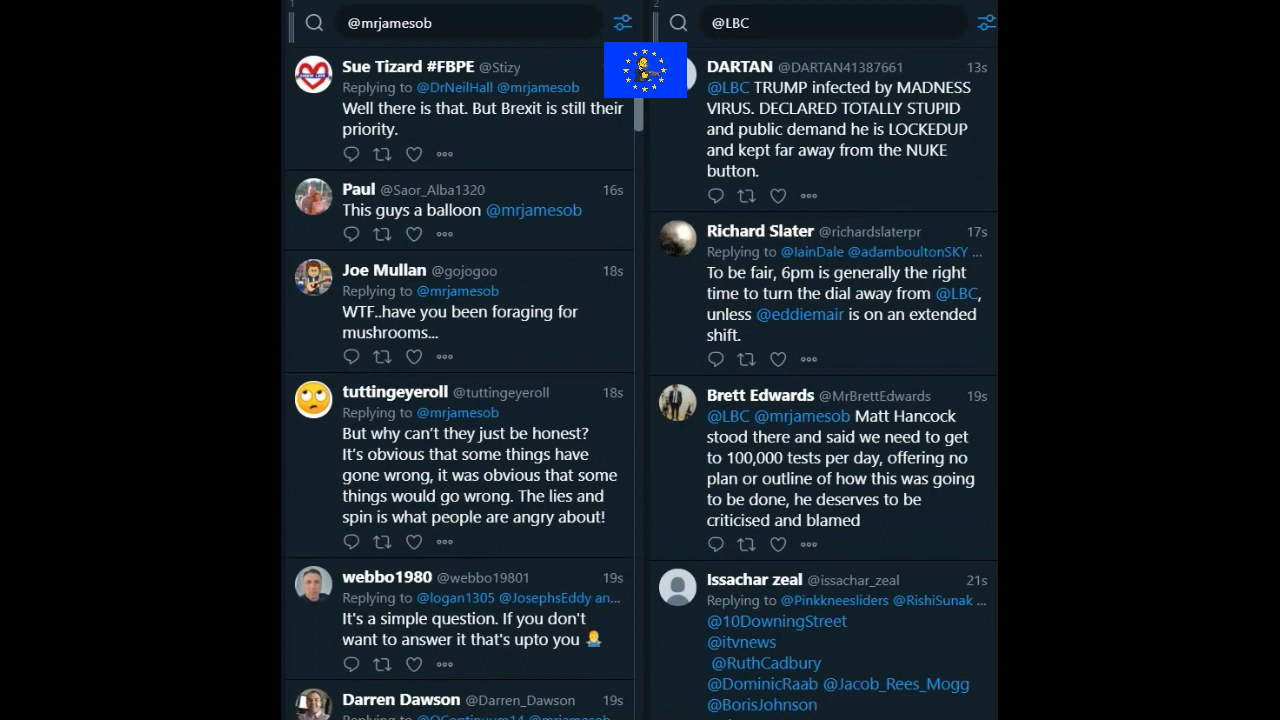 1
@mrjamesob
Sue Tizard #FBPE @Stizy
Replying to @DrNeilHall @mrjamesob
Well there is that. But Brexit is still their
priority.
Paul @Saor_Alba1320 16s
This guys a balloon @mrjamesob
Joe Mullan @gojogoo 18s
Replying to @mrjamesob
WTF..have you been foraging for
mushrooms...
tuttingeyeroll @tuttingeyeroll 18s
Replying to @mrjamesob
But why can't they just be honest?
It's obvious that some things have
gone wrong, it was obvious that some
things would go wrong. The lies and
spin is what people are angry about!
webbo1980 @webbo19801 19s
Replying to @logan1305 @JosephsEddy an...
It's a simple question. If you don't
want to answer it that's upto you
Darren Dawson @Darren_Dawson 19s
Replying to @QContinuum14 @mrjamesob
2
@LBC
DARTAN @DARTAN41387661 13s
@LBC TRUMP infected by MADNESS
VIRUS. DECLARED TOTALLY STUPID
and public demand he is LOCKEDUP
and kept far away from the NUKE
button.
Richard Slater @richardslaterpr 17s
Replying to @IainDale @adamboultonSKY ...
To be fair, 6pm is generally the right
time to turn the dial away from @LBC,
unless @eddiemair is on an extended
shift.
Brett Edwards @MrBrettEdwards 19s
@LBC @mrjamesob Matt Hancock
stood there and said we need to get
to 100,000 tests per day, offering no
plan or outline of how this was going
to be done, he deserves to be
criticised and blamed
Issachar zeal @issachar_zeal 21s
Replying to @Pinkkneesliders @RishiSunak ...
@10DowningStreet
@itvnews
@RuthCadbury
@DominicRaab @Jacob_Rees_Mogg
@BorisJohnson